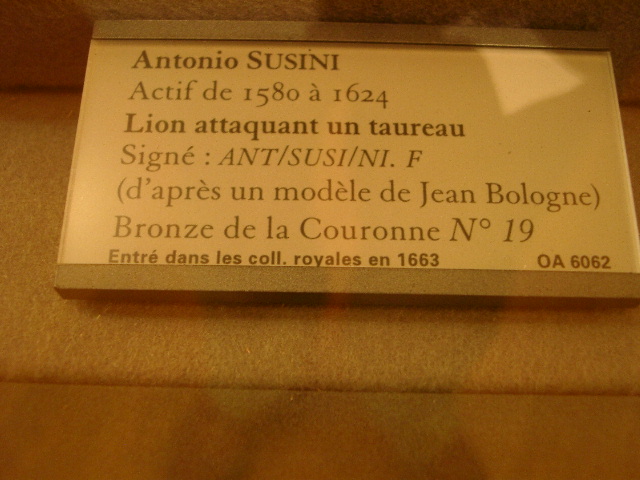 Antonio SUSINI
Actif de 1580 à 1624
Lion attaquant un taureau
Signé : ANT/SUSI/NI. F
(d'après un modèle de Jean Bologne)
Bronze de la Couronne N° 19
Entré dans les coll. royales en 1663 OA 6062